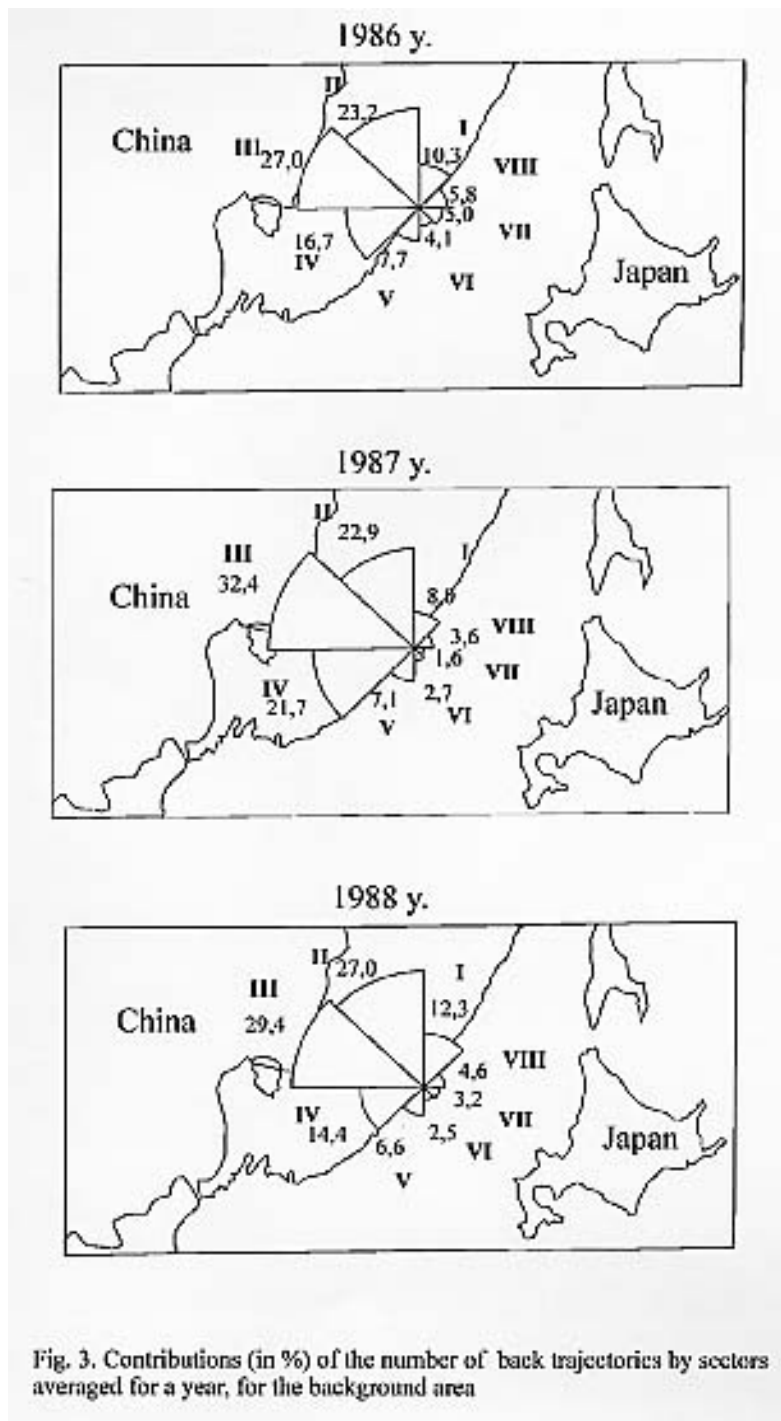 1986 y.
II
23,2
China
I
III
27,0
10,3
VIII
5,8
5,0
VII
16,7
IV
4,1
7,7
VI
V
Japan
1987 y.
II
22,9
III
I
32,4
China
8,0
VIII
3,6
1,6
VII
IV
21,7
7,1
2,7
VI
V
Japan
1988 y.
II
27,0
I
III
29,4
12,3
China
VIII
4,6
3,2
IV
14,4
VII
2,5
6,6
VI
V
Japan
Fig. 3. Contributions (in %) of the number of back trajectories by sectors
averaged for a year, for the background area